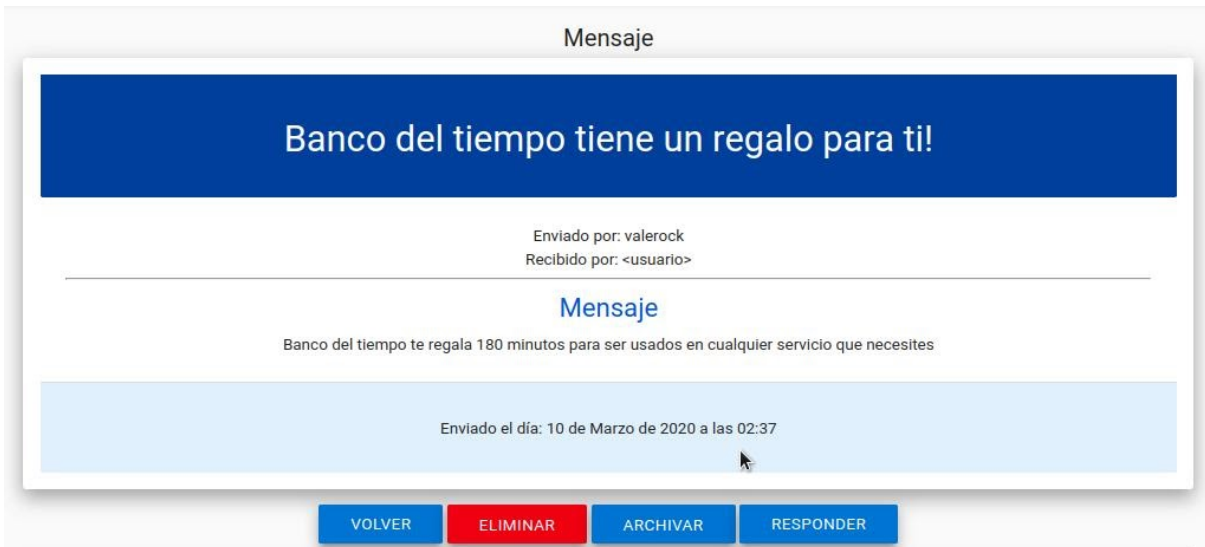 Mensaje
Banco del tiempo tiene un regalo para ti!
Enviado por: valerock
Recibido por: <usuario>
Mensaje
Banco del tiempo te regala 180 minutos para ser usados en cualquier servicio que necesites
Enviado el día: 10 de Marzo de 2020 a las 02:37
VOLVER ELIMINAR ARCHIVAR RESPONDER